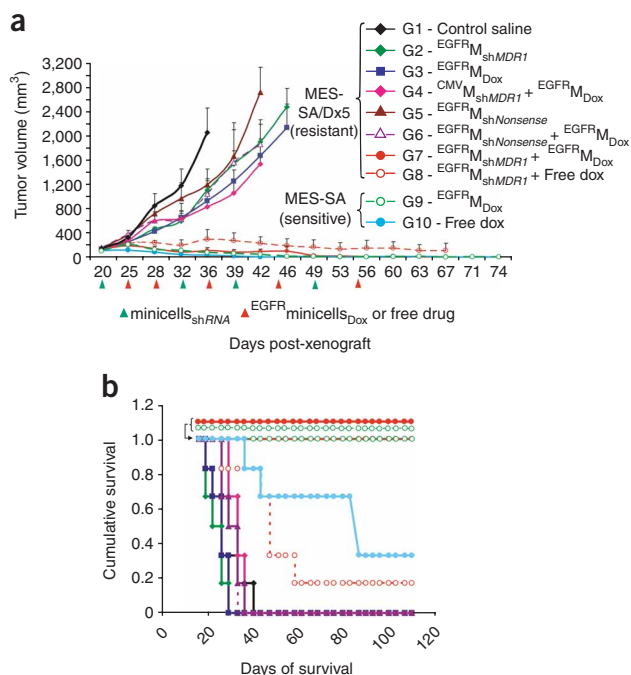 a
Tumor volume (mm³)
3,200
2,800
2,400
2,000
1,600
1,200
800
400
0
20 24 28 32 36 39 42 46 49 53 56 60 63 67 71 74
MES-SA/Dx5 (resistant)
G1 - Control saline
G2 - EGFRMshMDR1
G3 - EGFRMDox
G4 - CMVMshMDR1 + EGFRMDox
G5 - EGFRMshNonsense
G6 - EGFRMshNonsense + EGFRMDox
G7 - EGFRMshMDR1 + EGFRMDox
G8 - EGFRMshMDR1 + Free dox
MES-SA (sensitive)
G9 - EGFRMDox
G10 - Free dox
▲ minicellsshRNA ▲ EGFRminicellsDox or free drug
Days post-xenograft
b
Cumulative survival
1.2
1.0
0.8
0.6
0.4
0.2
0
0 20 40 60 80 100 120
Days of survival